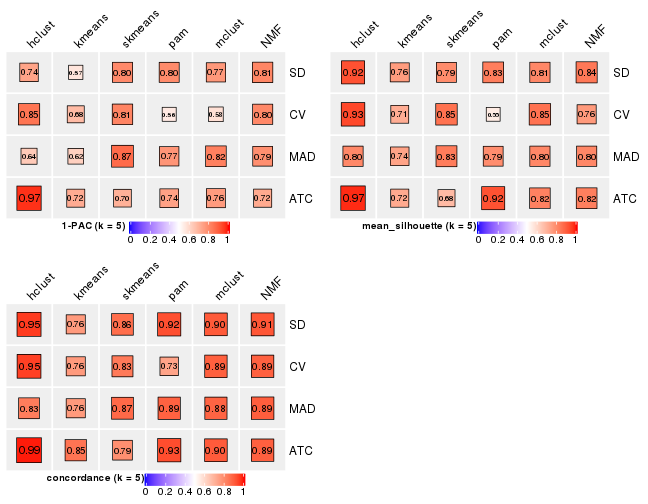 hclust kmeans skmeans pam mclust NMF
0.74 0.57 0.80 0.80 0.77 0.81 SD
0.85 0.68 0.81 0.56 0.58 0.80 CV
0.64 0.62 0.87 0.77 0.82 0.79 MAD
0.97 0.72 0.70 0.74 0.76 0.72 ATC
1-PAC (k = 5)
0 0.2 0.4 0.6 0.8 1
hclust kmeans skmeans pam mclust NMF
0.92 0.76 0.79 0.83 0.81 0.84 SD
0.93 0.71 0.85 0.55 0.85 0.76 CV
0.80 0.74 0.83 0.79 0.80 0.80 MAD
0.97 0.72 0.68 0.92 0.82 0.82 ATC
mean_silhouette (k = 5)
0 0.2 0.4 0.6 0.8 1
hclust kmeans skmeans pam mclust NMF
0.95 0.76 0.86 0.92 0.90 0.91 SD
0.95 0.76 0.83 0.73 0.89 0.89 CV
0.83 0.76 0.87 0.89 0.88 0.89 MAD
0.99 0.85 0.79 0.93 0.90 0.89 ATC
concordance (k = 5)
0 0.2 0.4 0.6 0.8 1